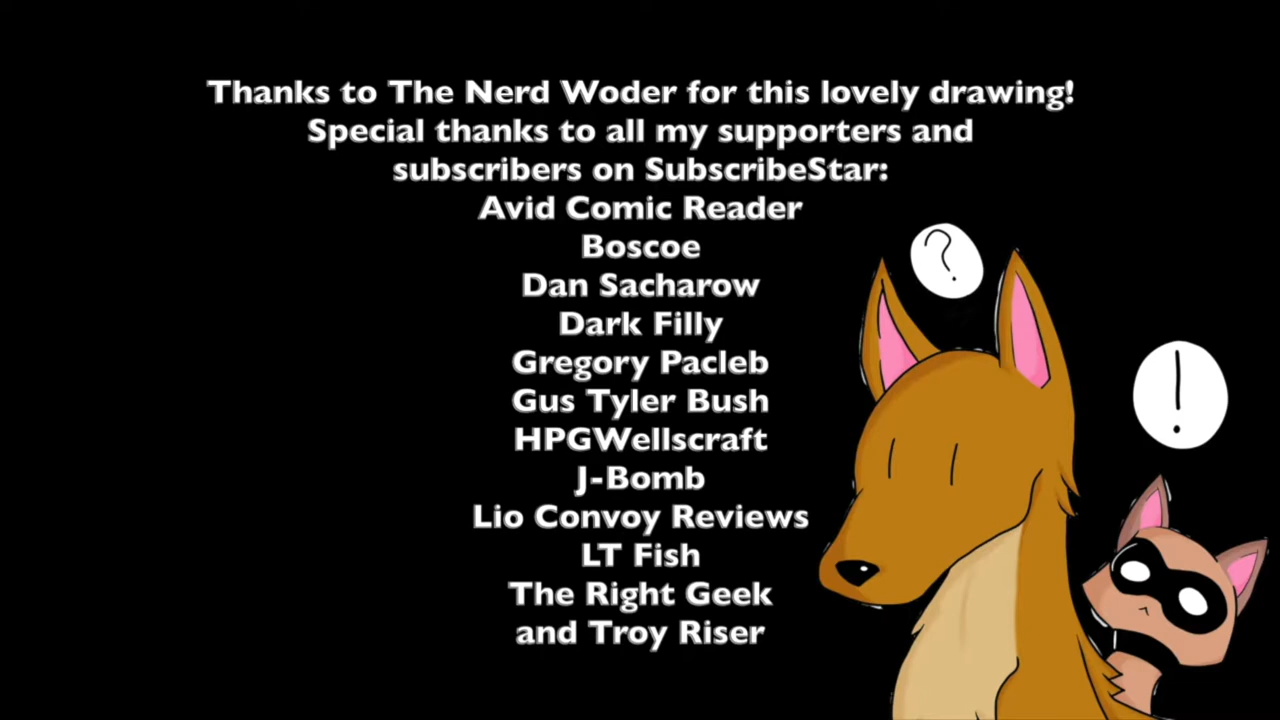 Thanks to The Nerd Woder for this lovely drawing!
Special thanks to all my supporters and
subscribers on SubscribeStar:
Avid Comic Reader
Boscoe
Dan Sacharow
Dark Filly
Gregory Pacleb
Gus Tyler Bush
HPGWellscraft
J-Bomb
Lio Convoy Reviews
LT Fish
The Right Geek
and Troy Riser
?
!